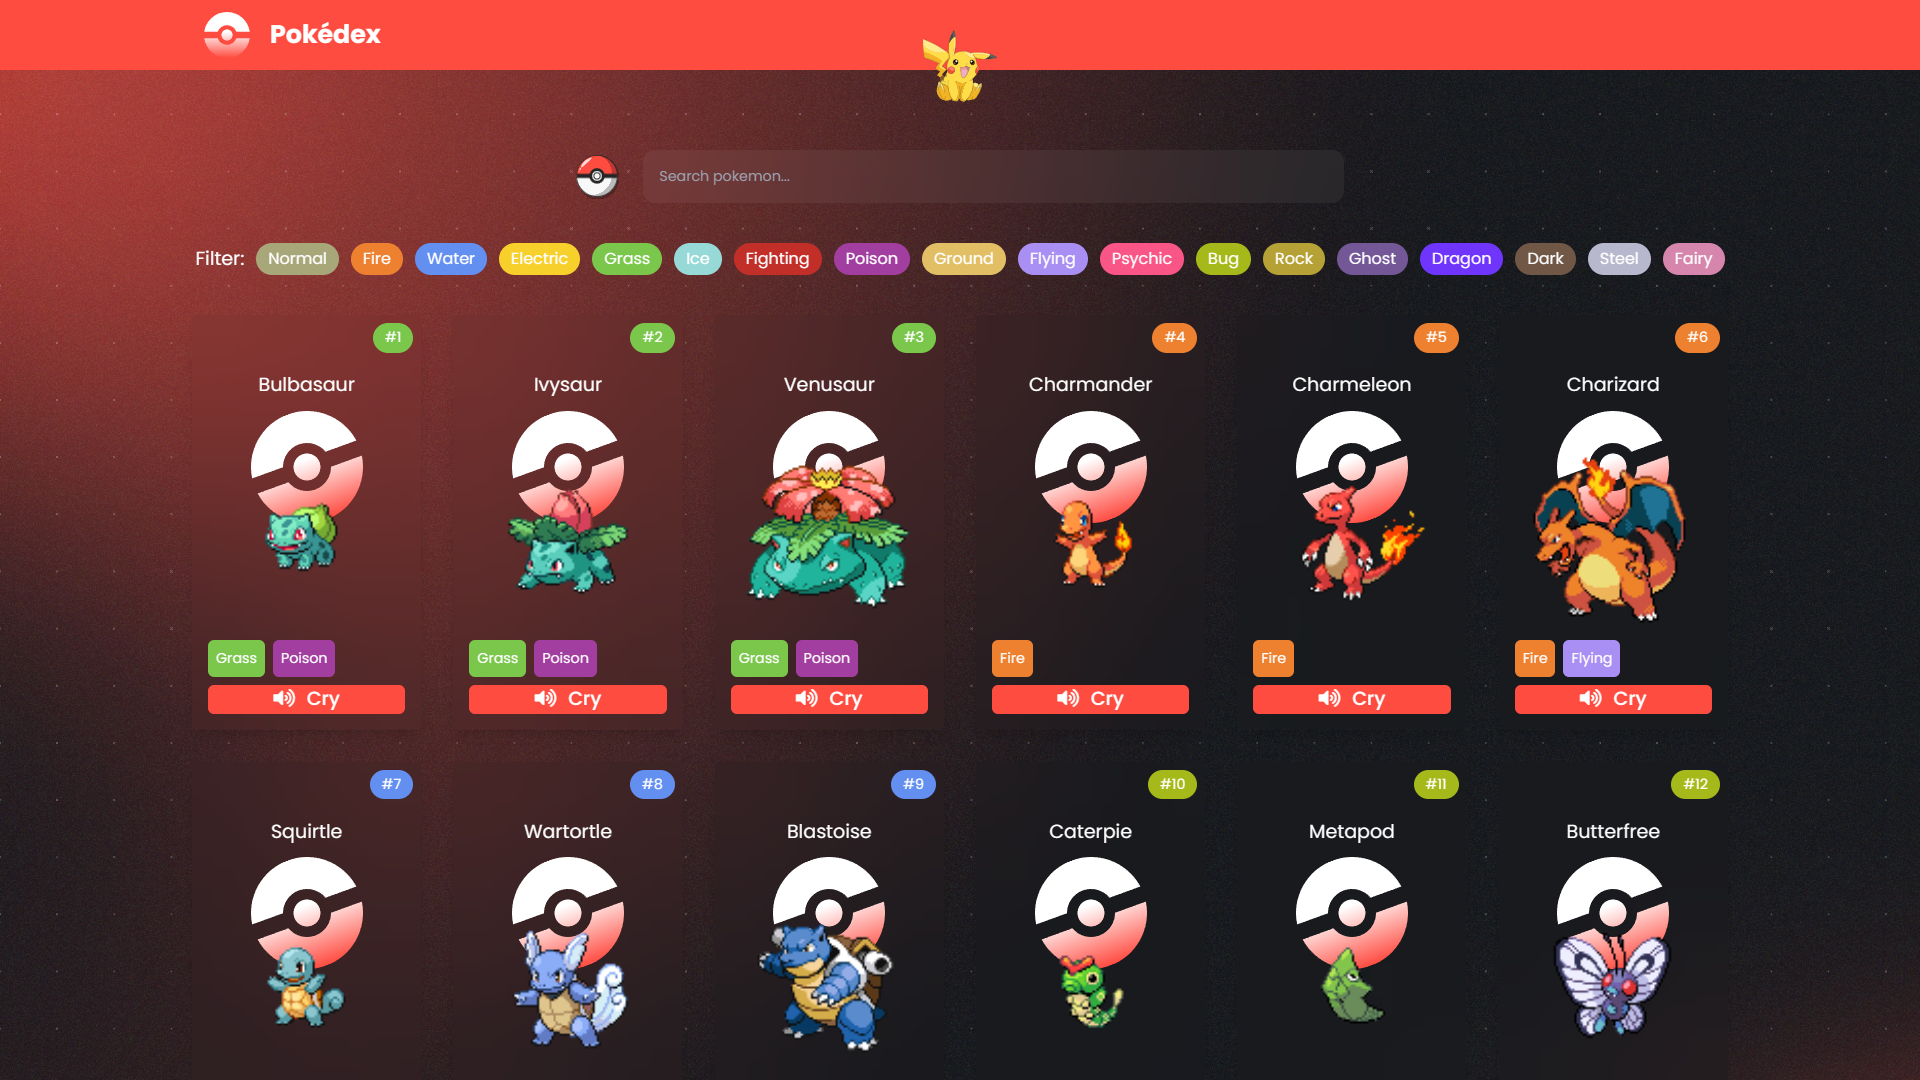 Pokédex
Search pokemon...
Filter: Normal Fire Water Electric Grass Ice Fighting Poison Ground Flying Psychic Bug Rock Ghost Dragon Dark Steel Fairy
#1 #2 #3 #4 #5 #6
Bulbasaur Ivysaur Venusaur Charmander Charmeleon Charizard
Grass Poison Grass Poison Grass Poison Fire Fire Fire Flying
Cry Cry Cry Cry Cry Cry
#7 #8 #9 #10 #11 #12
Squirtle Wartortle Blastoise Caterpie Metapod Butterfree